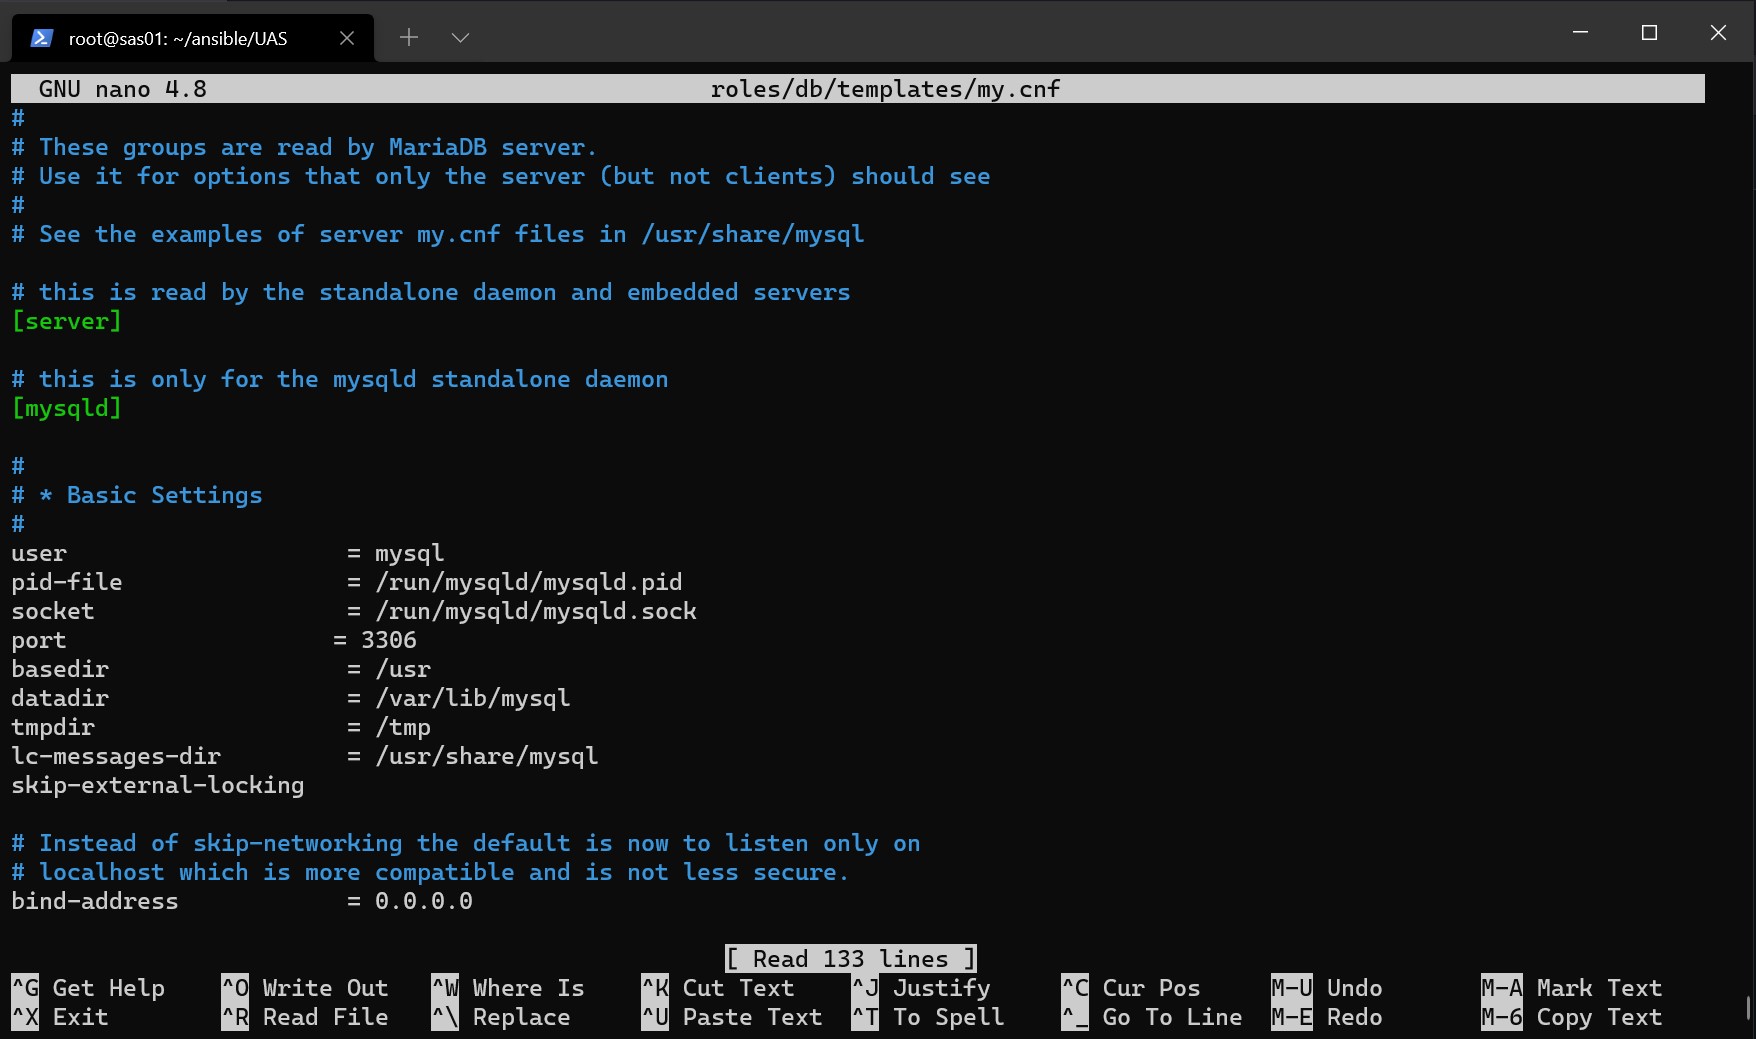 root@sas01: ~/ansible/UAS
GNU nano 4.8 roles/db/templates/my.cnf
#
# These groups are read by MariaDB server.
# Use it for options that only the server (but not clients) should see
#
# See the examples of server my.cnf files in /usr/share/mysql

# this is read by the standalone daemon and embedded servers
[server]

# this is only for the mysqld standalone daemon
[mysqld]

#
# * Basic Settings
#
user                    = mysql
pid-file                = /run/mysqld/mysqld.pid
socket                  = /run/mysqld/mysqld.sock
port                   = 3306
basedir                 = /usr
datadir                 = /var/lib/mysql
tmpdir                  = /tmp
lc-messages-dir         = /usr/share/mysql
skip-external-locking

# Instead of skip-networking the default is now to listen only on
# localhost which is more compatible and is not less secure.
bind-address            = 0.0.0.0

[ Read 133 lines ]
^G Get Help ^O Write Out ^W Where Is ^K Cut Text ^J Justify ^C Cur Pos M-U Undo M-A Mark Text
^X Exit ^R Read File ^\ Replace ^U Paste Text ^T To Spell ^_ Go To Line M-E Redo M-6 Copy Text